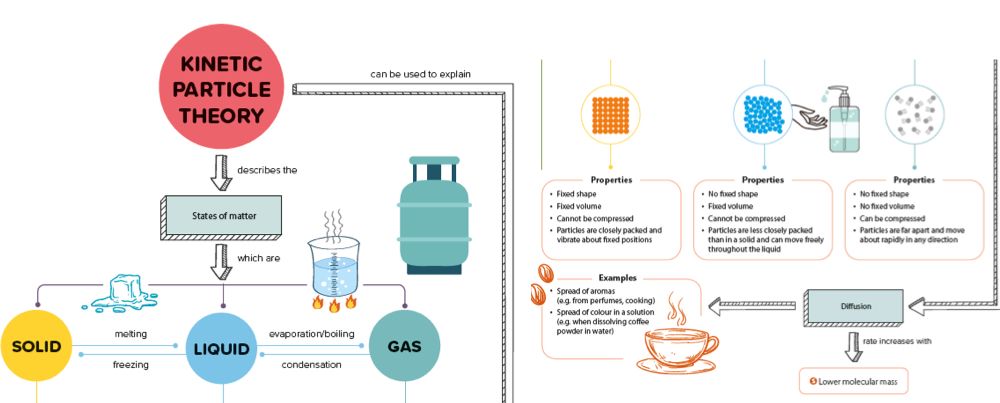 KINETIC
PARTICLE
THEORY
can be used to explain
describes the
States of matter
which are
SOLID
melting
freezing
LIQUID
evaporation/boiling
condensation
GAS
Properties
• Fixed shape
• Fixed volume
• Cannot be compressed
• Particles are closely packed and
vibrate about fixed positions
Properties
• No fixed shape
• Fixed volume
• Cannot be compressed
• Particles are less closely packed
than in a solid and can move freely
throughout the liquid
Properties
• No fixed shape
• No fixed volume
• Can be compressed
• Particles are far apart and move
about rapidly in any direction
Examples
• Spread of aromas
(e.g. from perfumes, cooking)
• Spread of colour in a solution
(e.g. when dissolving coffee
powder in water)
Diffusion
rate increases with
Lower molecular mass